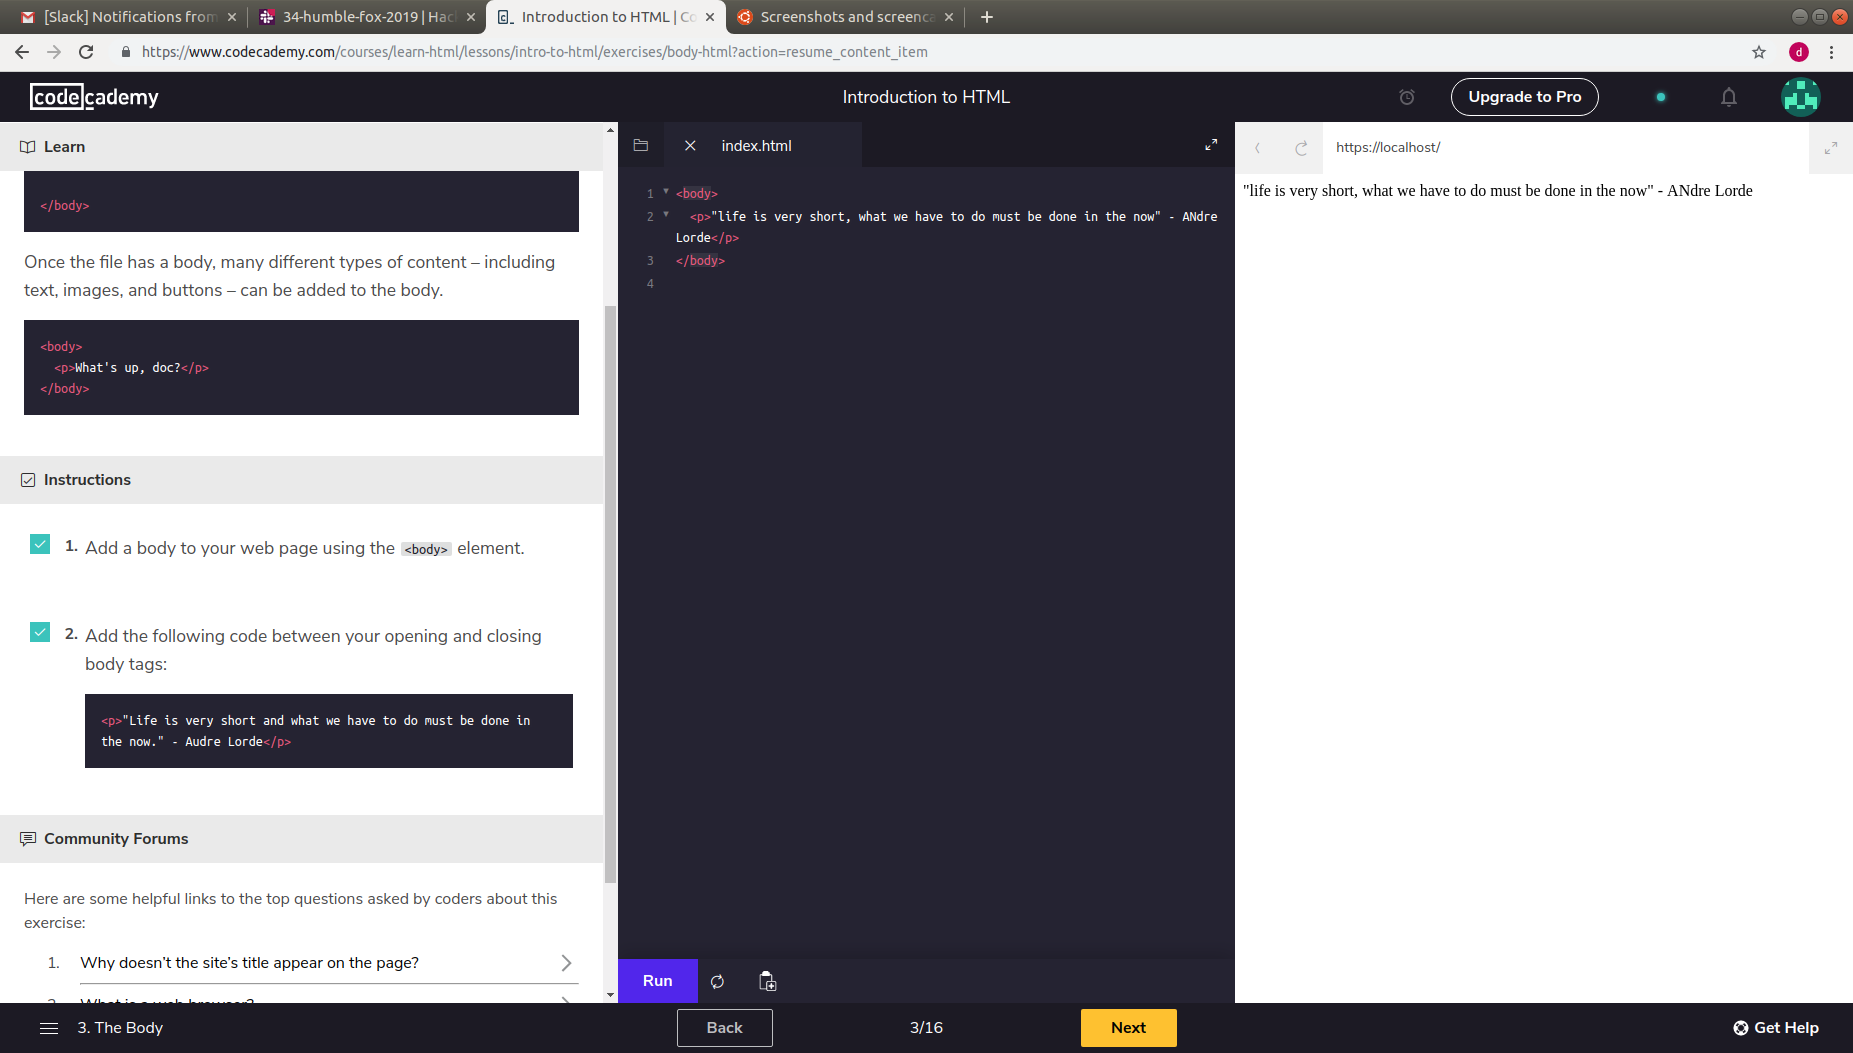 [Slack] Notifications from
34-humble-fox-2019 | Hac
Introduction to HTML | Co
Screenshots and screenca
https://www.codecademy.com/courses/learn-html/lessons/intro-to-html/exercises/body-html?action=resume_content_item
d
codecademy
Introduction to HTML
Upgrade to Pro
Learn
</body>
Once the file has a body, many different types of content – including
text, images, and buttons – can be added to the body.
<body>
<p>What's up, doc?</p>
</body>
Instructions
1. Add a body to your web page using the <body> element.
2. Add the following code between your opening and closing
body tags:
<p>"Life is very short and what we have to do must be done in
the now." - Audre Lorde</p>
Community Forums
Here are some helpful links to the top questions asked by coders about this
exercise:
1. Why doesn't the site's title appear on the page?
2. What is a web browser?
index.html
1 <body>
2 <p>"life is very short, what we have to do must be done in the now" - ANdre
Lorde</p>
3 </body>
4
Run
https://localhost/
"life is very short, what we have to do must be done in the now" - ANdre Lorde
3. The Body
Back
3/16
Next
Get Help